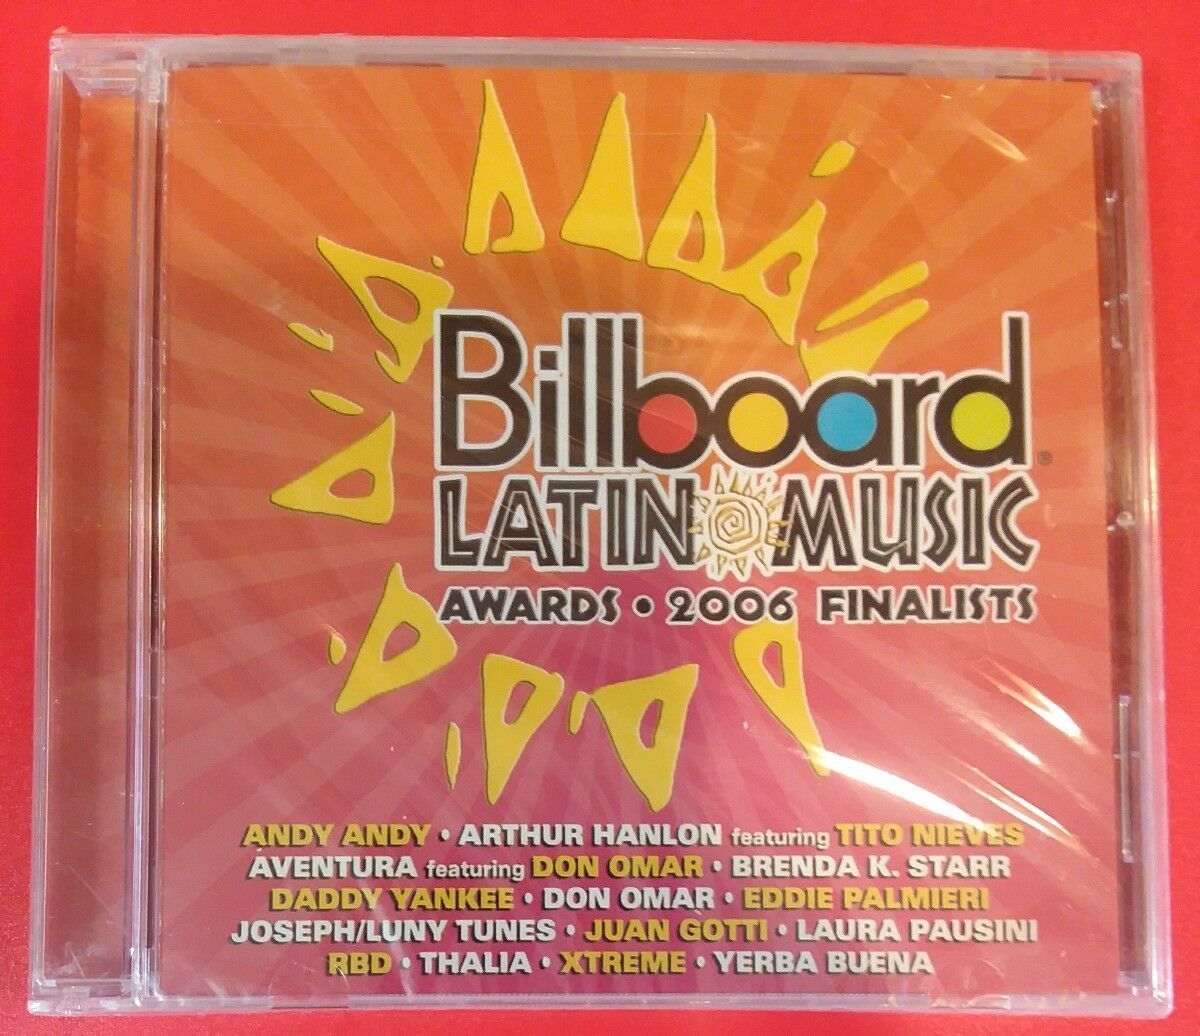 Billboard®
LATIN MUSIC
AWARDS • 2006 FINALISTS
ANDY ANDY • ARTHUR HANLON featuring TITO NIEVES
AVENTURA featuring DON OMAR • BRENDA K. STARR
DADDY YANKEE • DON OMAR • EDDIE PALMIERI
JOSEPH/LUNY TUNES • JUAN GOTTI • LAURA PAUSINI
RBD • THALIA • XTREME • YERBA BUENA